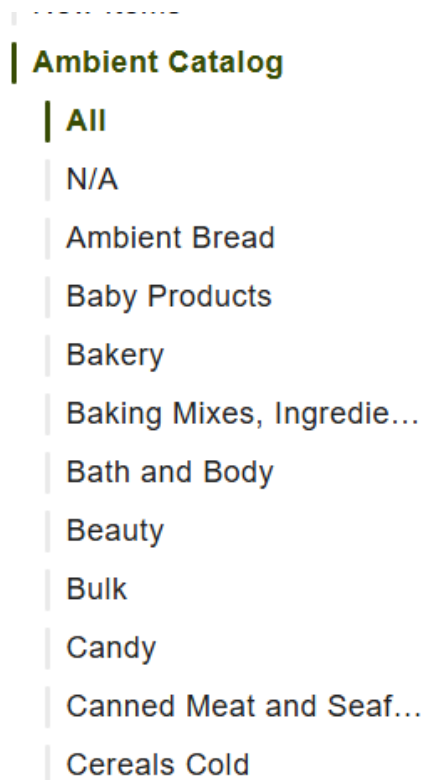 Ambient Catalog
All
N/A
Ambient Bread
Baby Products
Bakery
Baking Mixes, Ingredie...
Bath and Body
Beauty
Bulk
Candy
Canned Meat and Seaf...
Cereals Cold